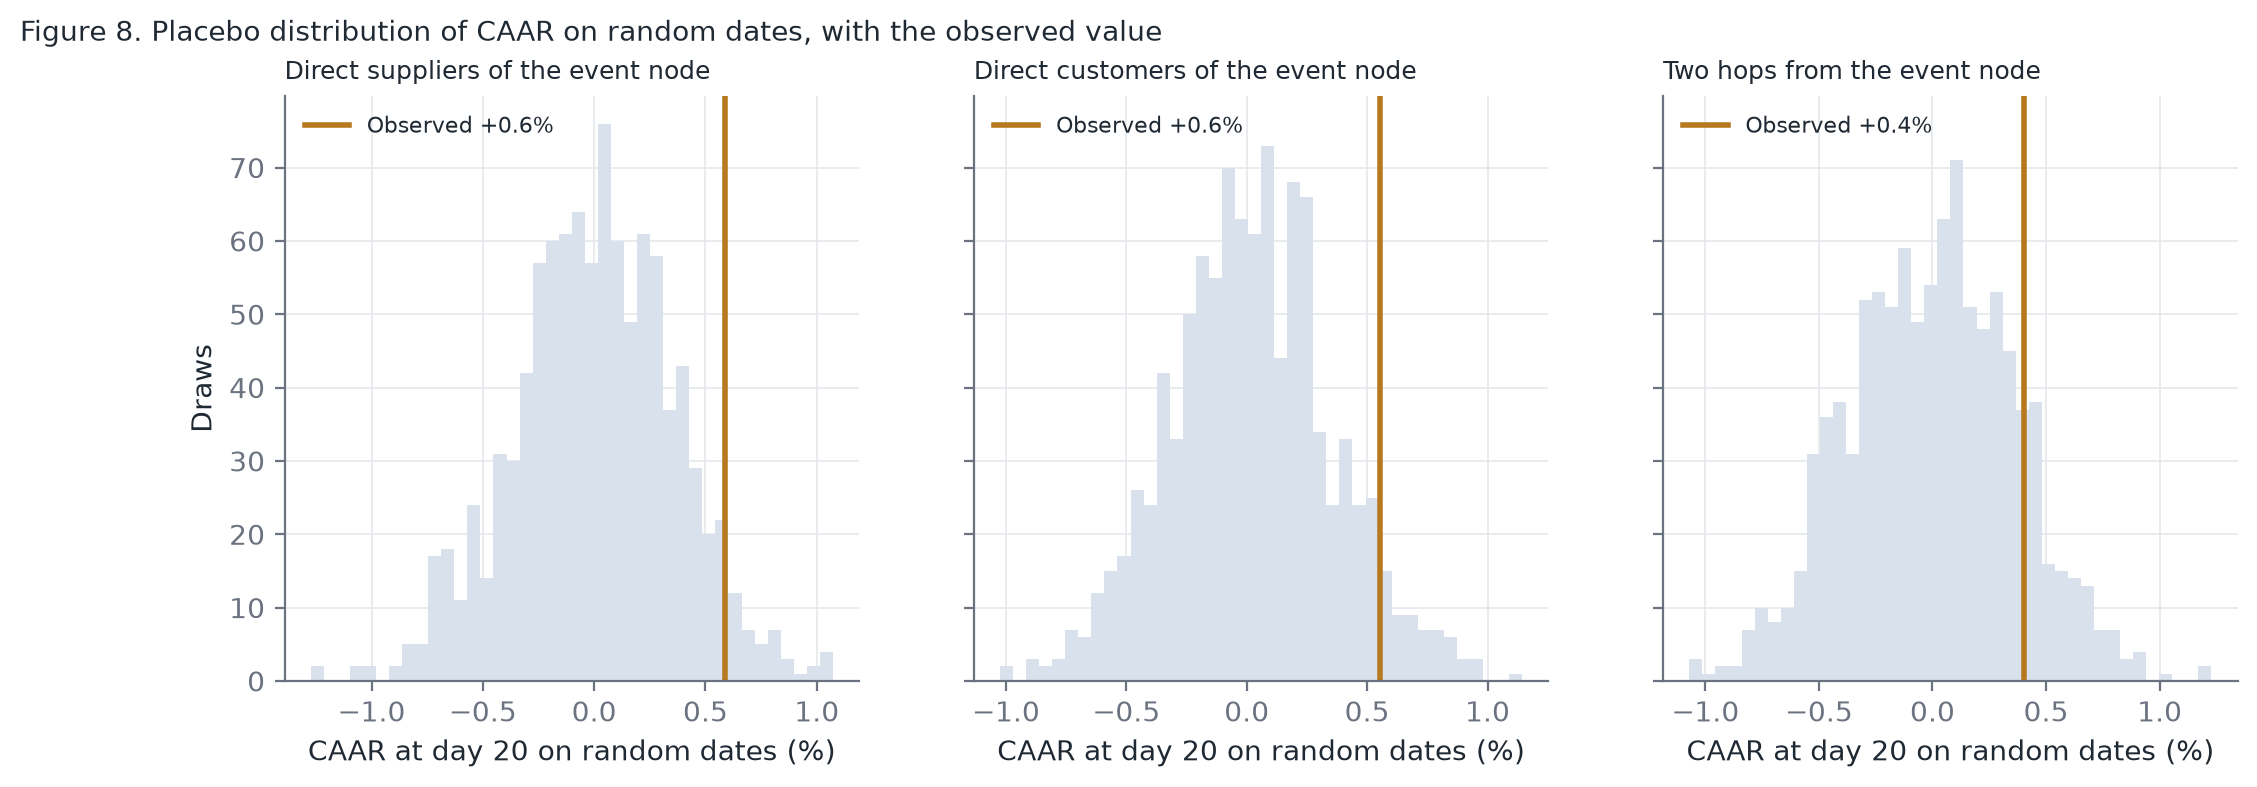 Figure 8. Placebo distribution of CAAR on random dates, with the observed value
Direct suppliers of the event node
Observed +0.6%
Draws
70
60
50
40
30
20
10
0
−1.0 −0.5 0.0 0.5 1.0
CAAR at day 20 on random dates (%)
Direct customers of the event node
Observed +0.6%
−1.0 −0.5 0.0 0.5 1.0
CAAR at day 20 on random dates (%)
Two hops from the event node
Observed +0.4%
−1.0 −0.5 0.0 0.5 1.0
CAAR at day 20 on random dates (%)